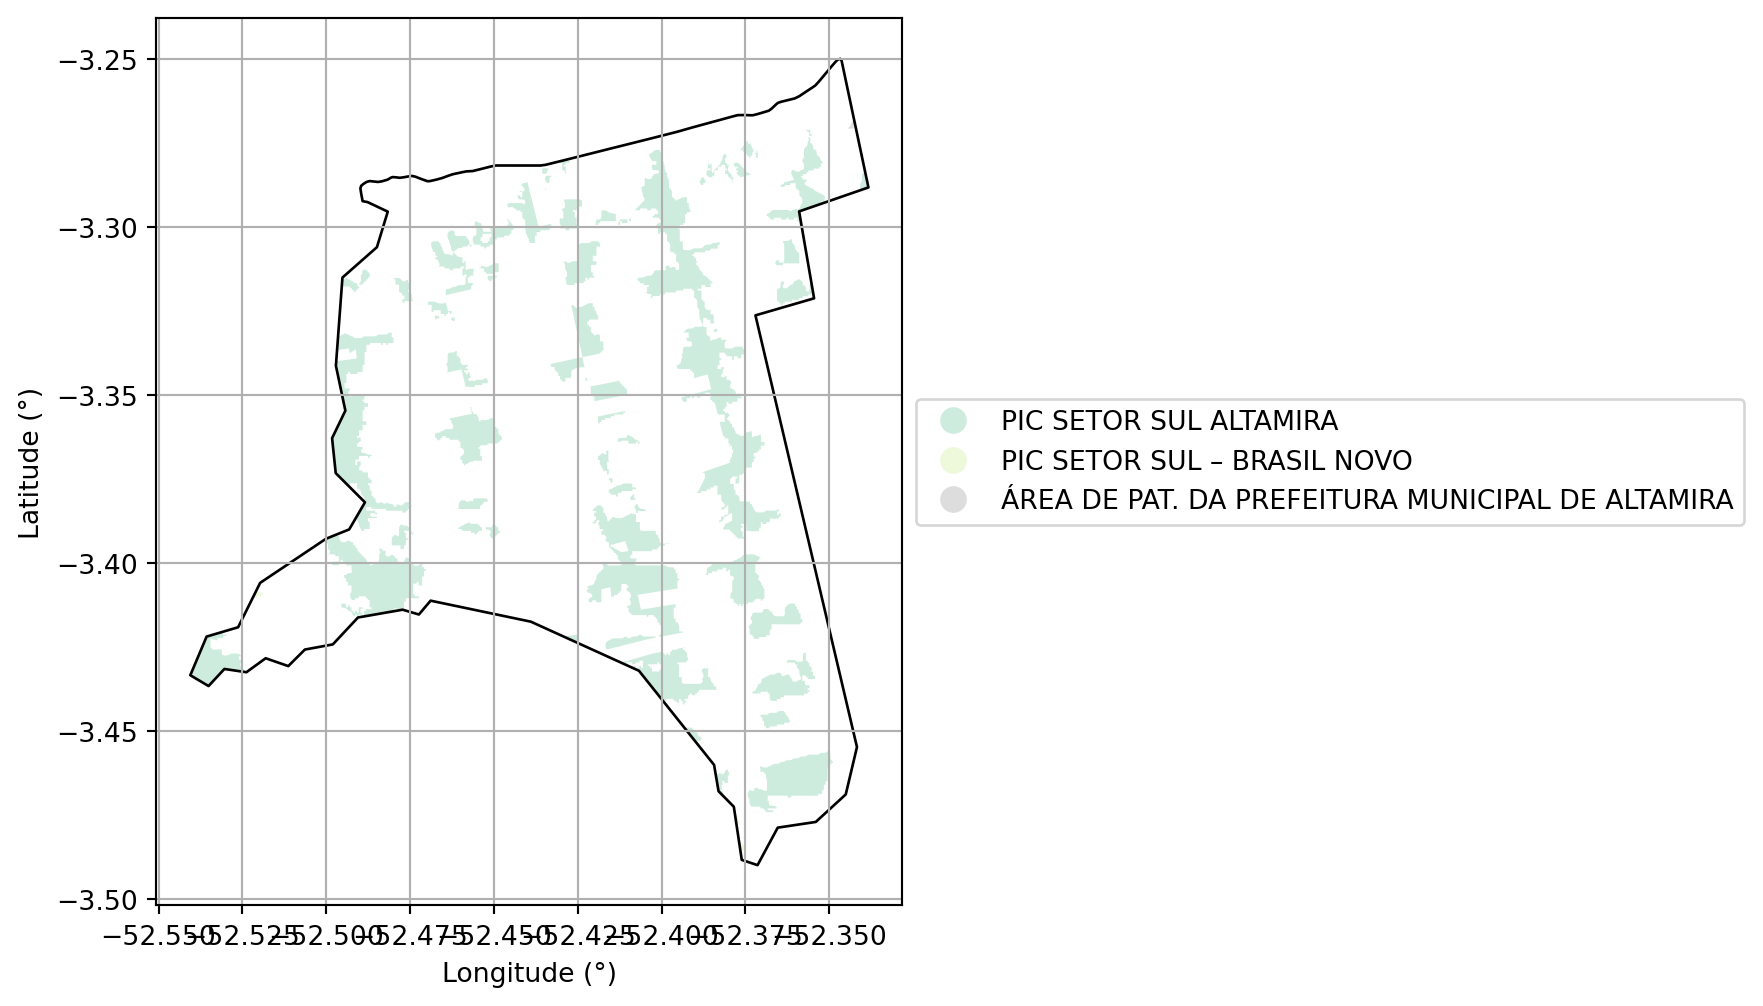 −3.25
−3.30
−3.35
−3.40
−3.45
−3.50
Latitude (°)
−52.550 −52.525 −52.500 −52.475 −52.450 −52.425 −52.400 −52.375 −52.350
Longitude (°)
PIC SETOR SUL ALTAMIRA
PIC SETOR SUL – BRASIL NOVO
ÁREA DE PAT. DA PREFEITURA MUNICIPAL DE ALTAMIRA